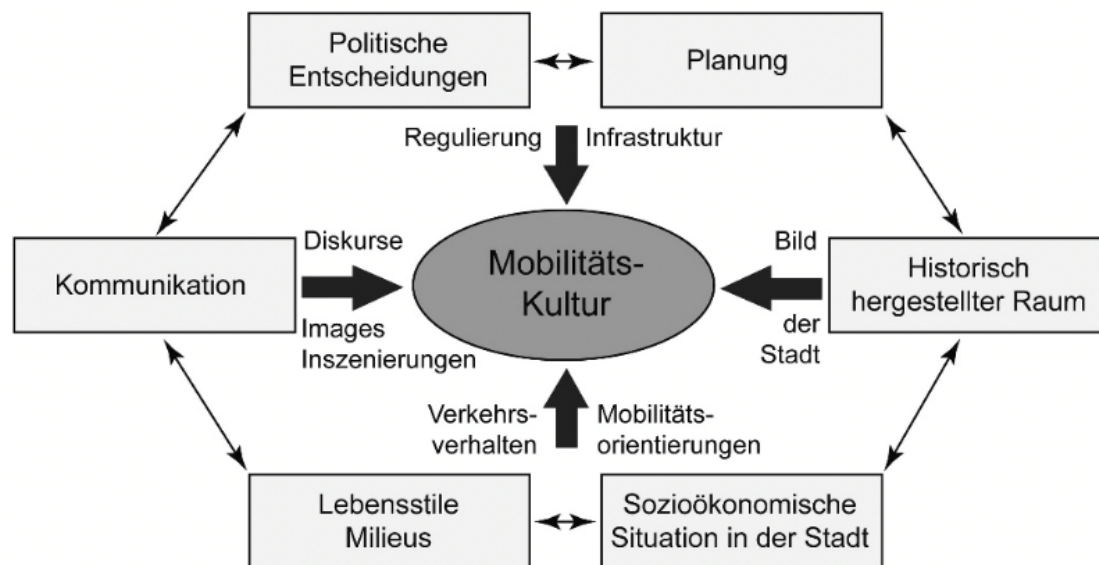 Politische
Entscheidungen
Planung
Regulierung
Infrastruktur
Kommunikation
Diskurse
Images
Inszenierungen
Mobilitäts-
Kultur
Bild
der
Stadt
Historisch
hergestellter Raum
Verkehrs-
verhalten
Mobilitäts-
orientierungen
Lebensstile
Milieus
Sozioökonomische
Situation in der Stadt